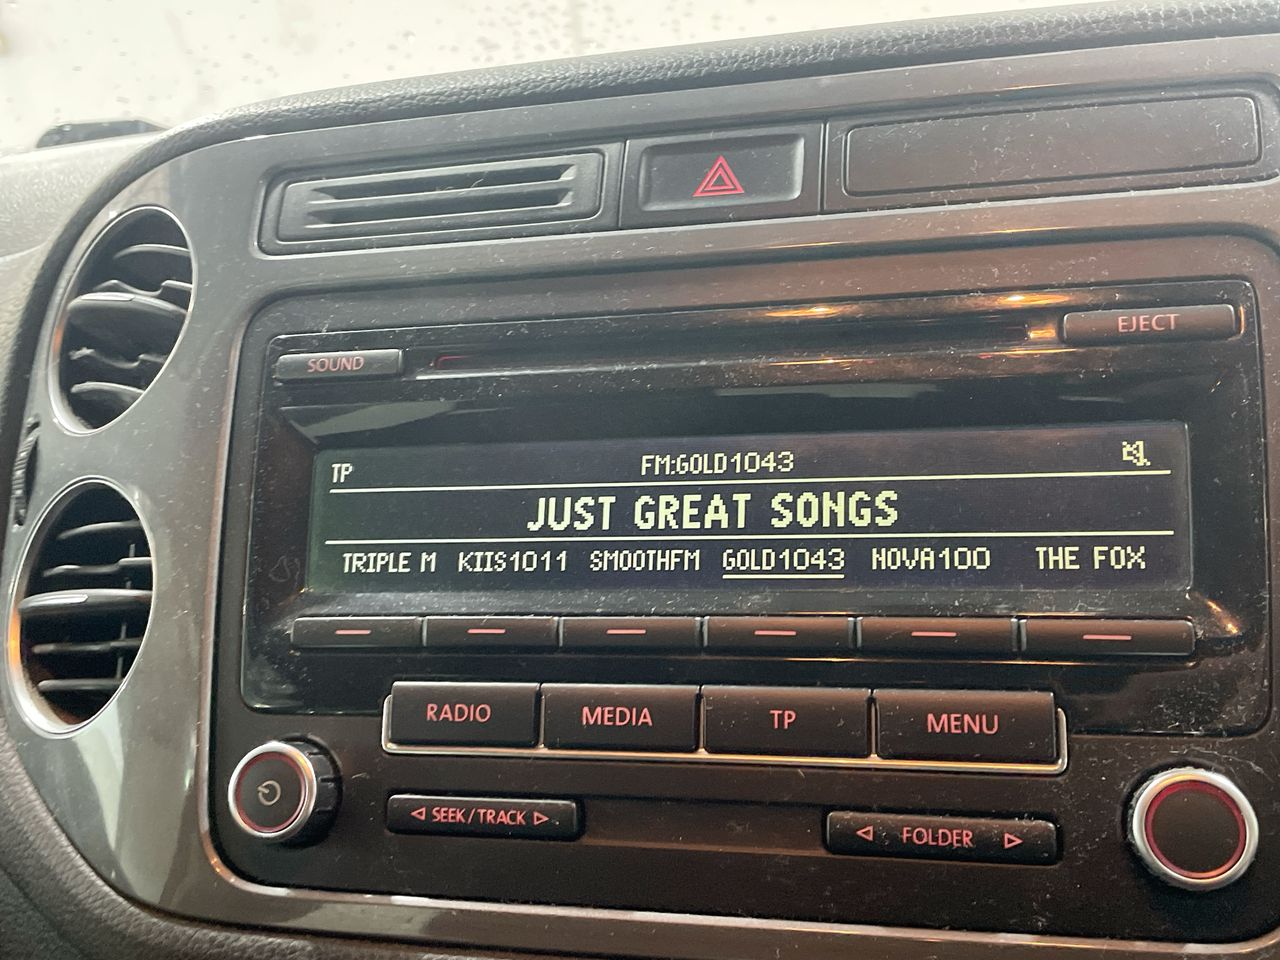 SOUND
EJECT
TP FM:GOLD1043
JUST GREAT SONGS
TRIPLE M KIIS1011 SMOOTHFM GOLD1043 NOVA100 THE FOX
RADIO MEDIA TP MENU
SEEK/TRACK
FOLDER